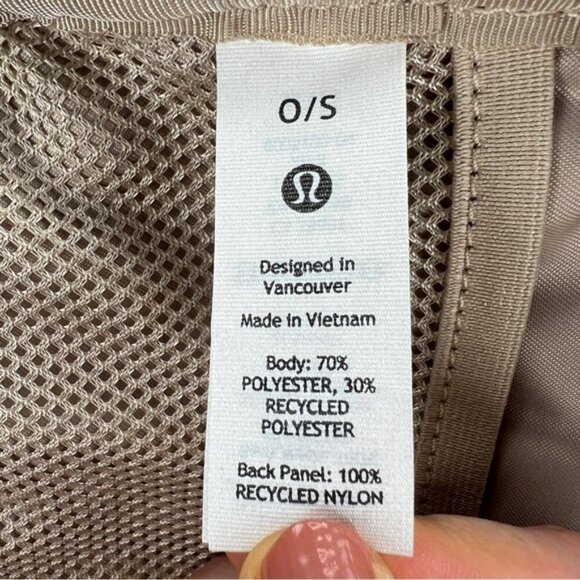 O/S
Designed in
Vancouver
Made in Vietnam
Body: 70%
POLYESTER, 30%
RECYCLED
POLYESTER
Back Panel: 100%
RECYCLED NYLON